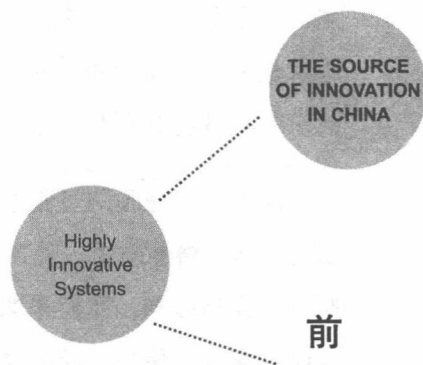 THE SOURCE
OF INNOVATION
IN CHINA
Highly
Innovative
Systems
前